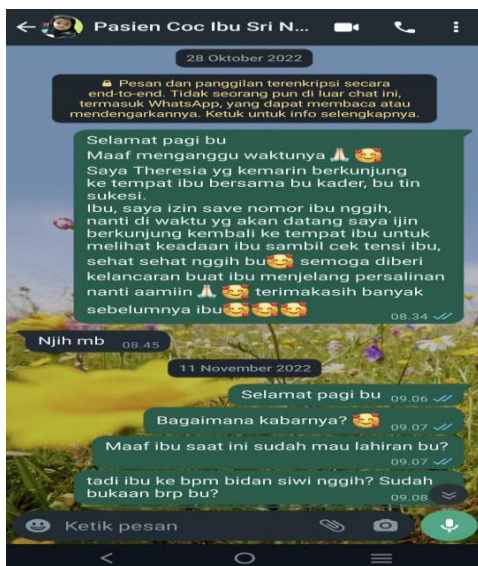 Pasien Coc Ibu Sri N...
28 Oktober 2022
Pesan dan panggilan terenkripsi secara
end-to-end. Tidak seorang pun di luar chat ini,
termasuk WhatsApp, yang dapat membaca atau
mendengarkannya. Ketuk untuk info selengkapnya.
Selamat pagi bu
Maaf menganggu waktunya 🙏🏻 🥰
Saya Theresia yg kemarin berkunjung
ke tempat ibu bersama bu kader, bu tin
sukesi.
Ibu, saya izin save nomor ibu nggih,
nanti di waktu yg akan datang saya ijin
berkunjung kembali ke tempat ibu untuk
melihat keadaan ibu sambil cek tensi ibu,
sehat sehat nggih bu🥰 semoga diberi
kelancaran buat ibu menjelang persalinan
nanti aamiin 🙏🏻 🥰 terimakasih banyak
sebelumnya ibu🥰🥰🥰
08.34
Njih mb 08.45
11 November 2022
Selamat pagi bu 09.06
Bagaimana kabarnya? 🥰 09.07
Maaf ibu saat ini sudah mau lahiran bu?
09.07
tadi ibu ke bpm bidan siwi nggih? Sudah
bukaan brp bu? 09.08
Ketik pesan